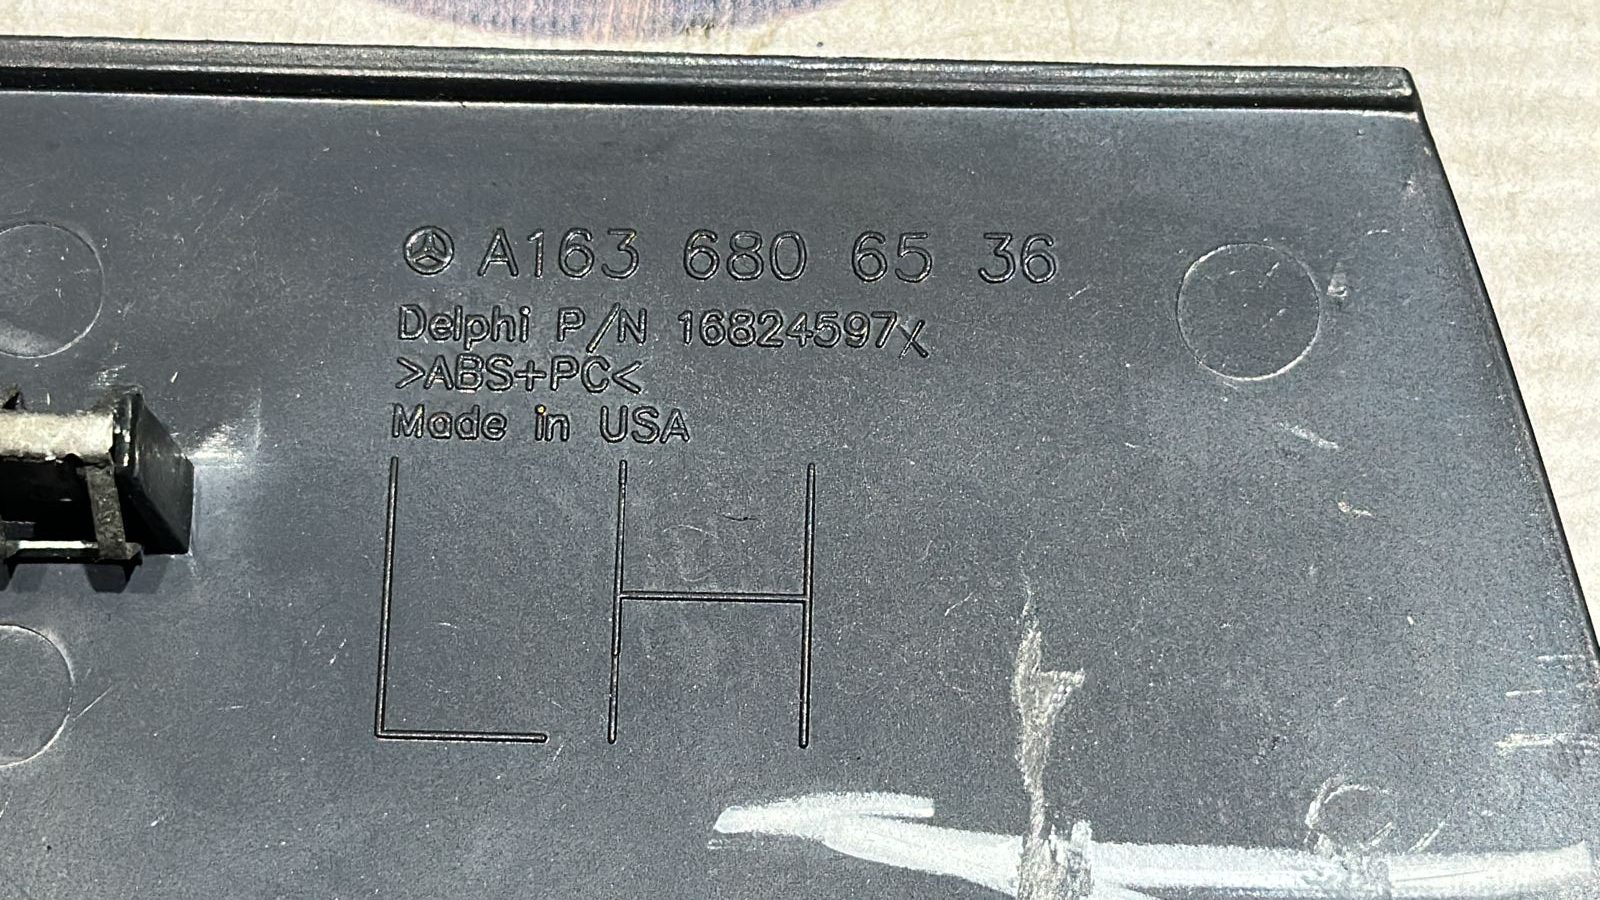 A163 680 65 36
Delphi P/N 16824597X
>ABS+PC<
Made in USA
LH